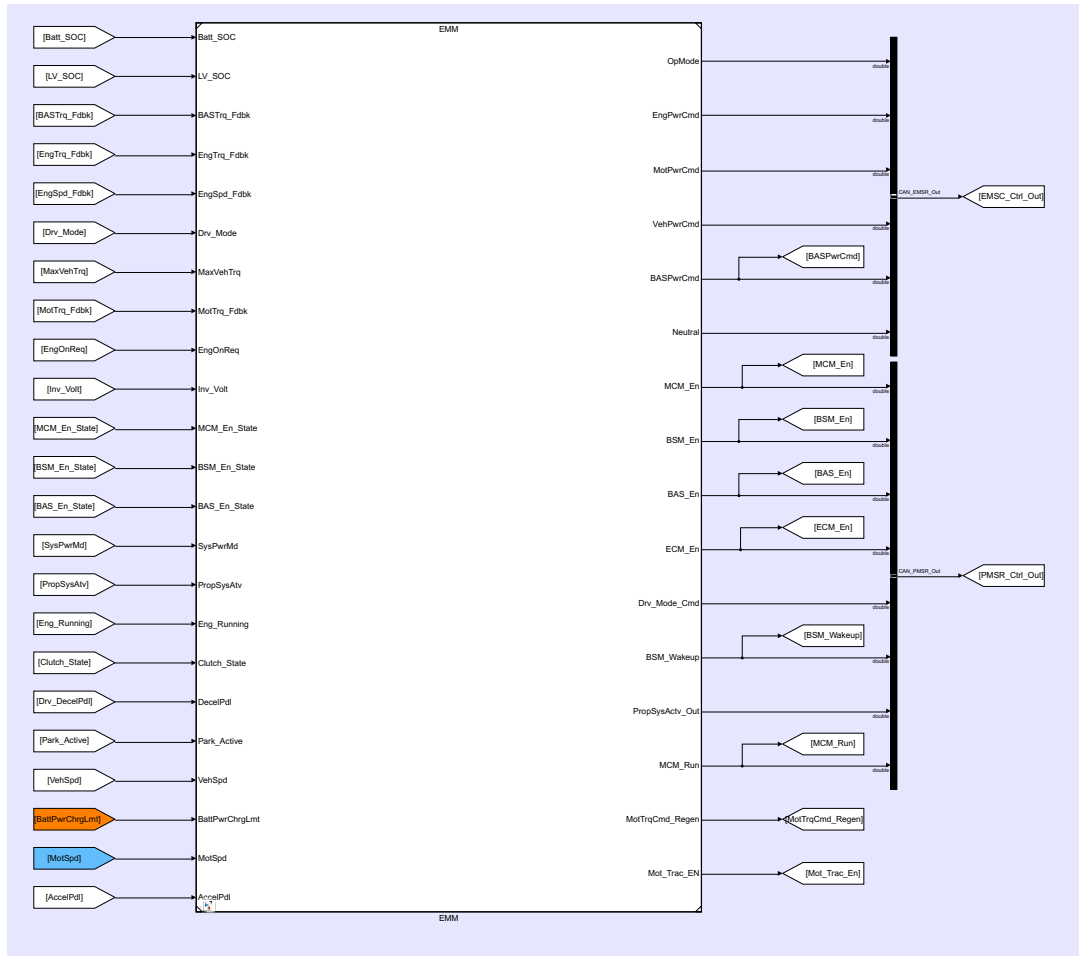 EMM
[Batt_SOC]
Batt_SOC
[LV_SOC]
LV_SOC
[BASTrq_Fdbk]
BASTrq_Fdbk
[EngTrq_Fdbk]
EngTrq_Fdbk
[EngSpd_Fdbk]
EngSpd_Fdbk
[Drv_Mode]
Drv_Mode
[MaxVehTrq]
MaxVehTrq
[MotTrq_Fdbk]
MotTrq_Fdbk
[EngOnReq]
EngOnReq
[Inv_Volt]
Inv_Volt
[MCM_En_State]
MCM_En_State
[BSM_En_State]
BSM_En_State
[BAS_En_State]
BAS_En_State
[SysPwrMd]
SysPwrMd
[PropSysAtv]
PropSysAtv
[Eng_Running]
Eng_Running
[Clutch_State]
Clutch_State
[Drv_DecelPdl]
DecelPdl
[Park_Active]
Park_Active
[VehSpd]
VehSpd
[BattPwrChrgLmt]
BattPwrChrgLmt
[MotSpd]
MotSpd
[AccelPdl]
AccelPdl
OpMode
double
EngPwrCmd
double
MotPwrCmd
double
CAN_EMSR_Out
[EMSC_Ctrl_Out]
VehPwrCmd
double
[BASPwrCmd]
BASPwrCmd
double
Neutral
double
[MCM_En]
MCM_En
double
[BSM_En]
BSM_En
double
[BAS_En]
BAS_En
double
[ECM_En]
ECM_En
double
CAN_PMSR_Out
[PMSR_Ctrl_Out]
Drv_Mode_Cmd
double
[BSM_Wakeup]
BSM_Wakeup
double
PropSysActv_Out
double
[MCM_Run]
MCM_Run
double
MotTrqCmd_Regen
[MotTrqCmd_Regen]
Mot_Trac_EN
[Mot_Trac_En]
EMM